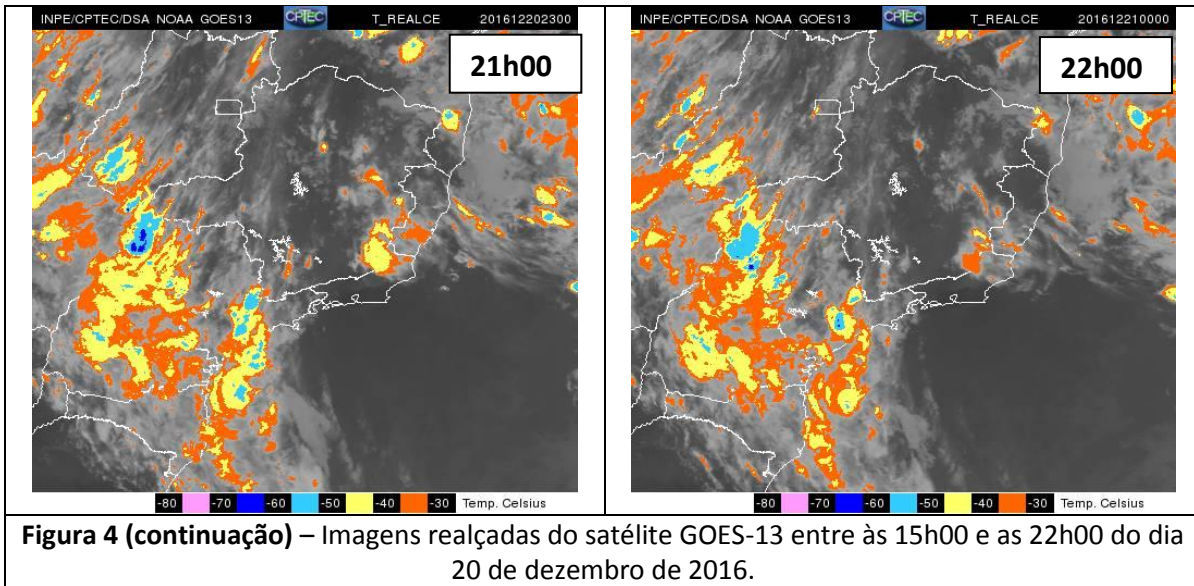 INPE/CPTEC/DSA NOAA GOES13 CPTEC T_REALCE 201612202300
21h00
-80 -70 -60 -50 -40 -30 Temp. Celsius
INPE/CPTEC/DSA NOAA GOES13 CPTEC T_REALCE 201612210000
22h00
-80 -70 -60 -50 -40 -30 Temp. Celsius
Figura 4 (continuação) – Imagens realçadas do satélite GOES-13 entre às 15h00 e as 22h00 do dia
20 de dezembro de 2016.